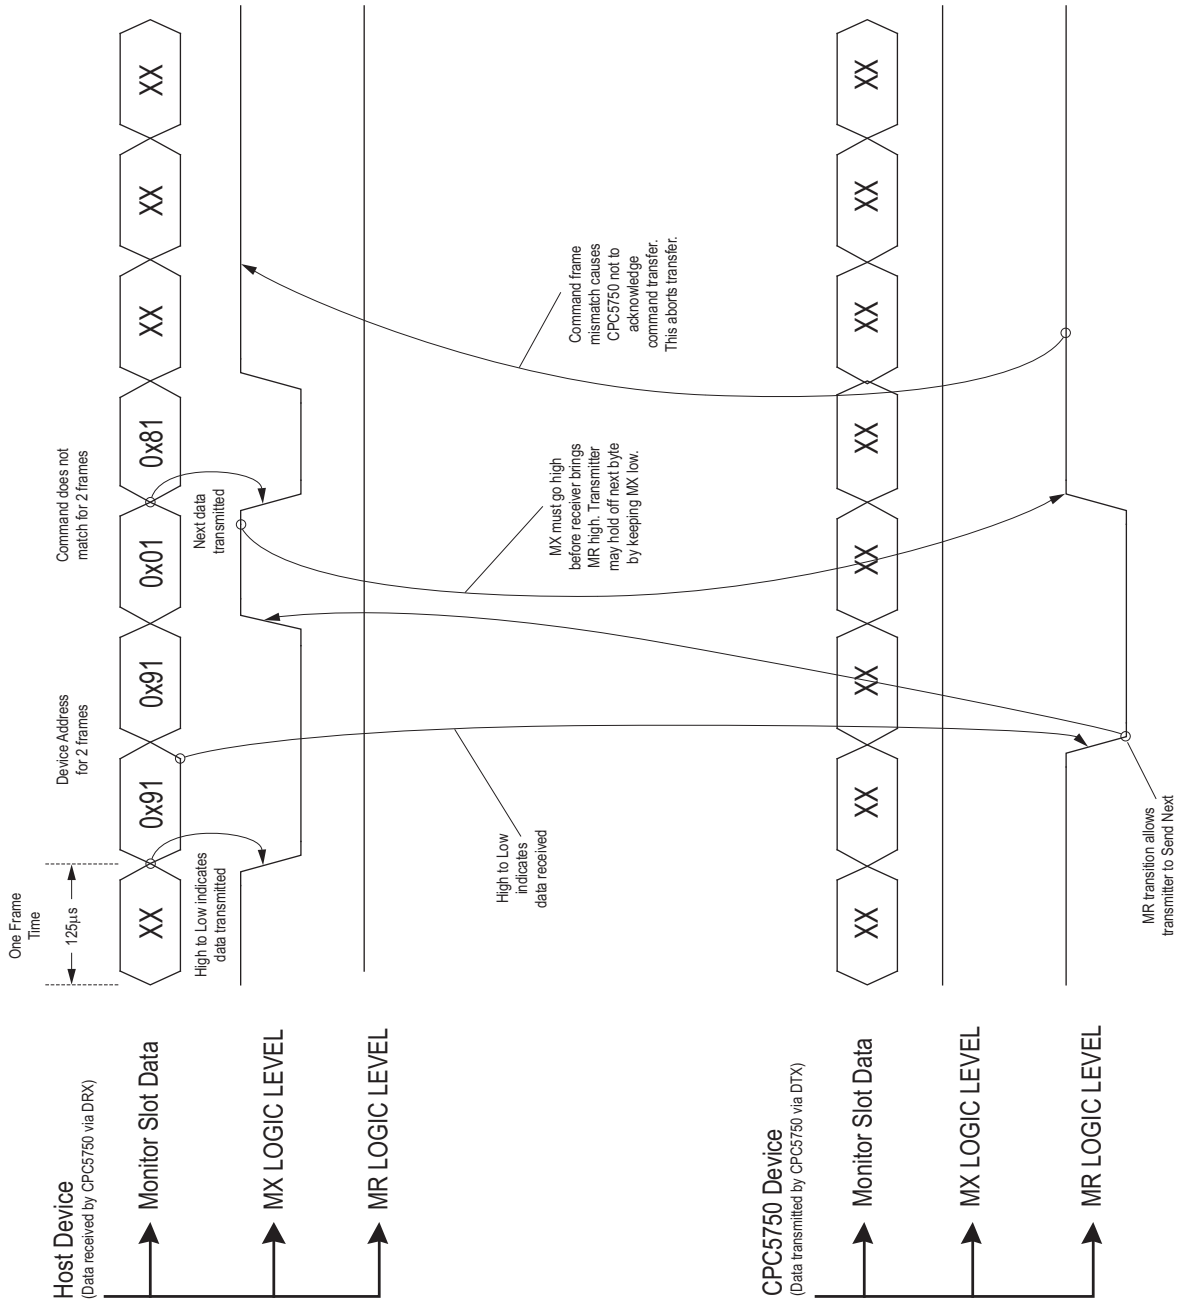 One Frame
Time
125µs
Device Address
for 2 frames
Command does not
match for 2 frames
Host Device
(Data received by CPC5750 via DRX)
Monitor Slot Data
XX
0x91
0x91
0x01
0x81
XX
XX
XX
High to Low indicates
data transmitted
Next data
transmitted
MX LOGIC LEVEL
MR LOGIC LEVEL
High to Low
indicates
data received
MX must go high
before receiver brings
MR high. Transmitter
may hold off next byte
by keeping MX low.
Command frame
mismatch causes
CPC5750 not to
acknowledge
command transfer.
This aborts transfer.
CPC5750 Device
(Data transmitted by CPC5750 via DTX)
Monitor Slot Data
XX
XX
XX
XX
XX
XX
XX
XX
MX LOGIC LEVEL
MR LOGIC LEVEL
MR transition allows
transmitter to Send Next